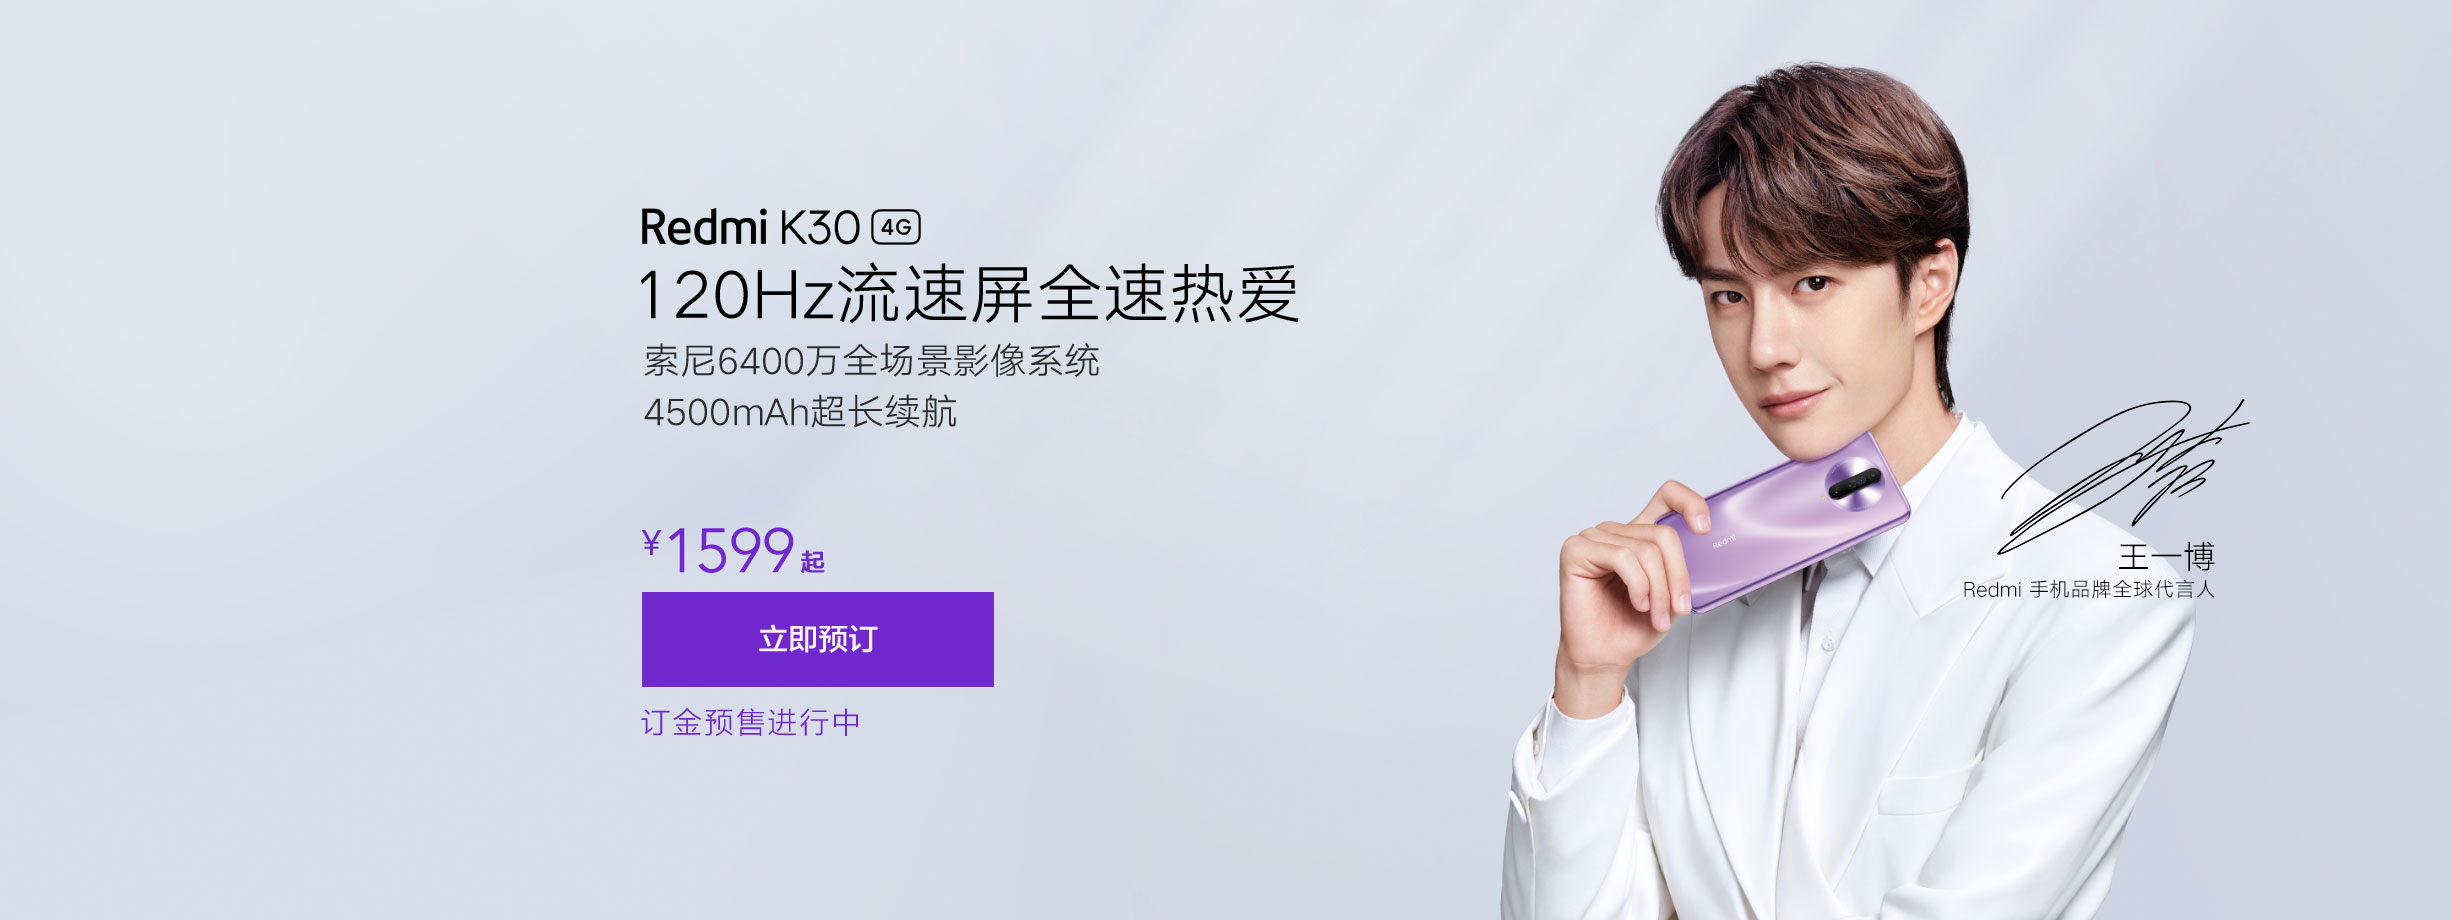 Redmi K30 4G
120Hz流速屏全速热爱
索尼6400万全场景影像系统
4500mAh超长续航
¥1599起
立即预订
订金预售进行中
Redmi
王一博
Redmi 手机品牌全球代言人